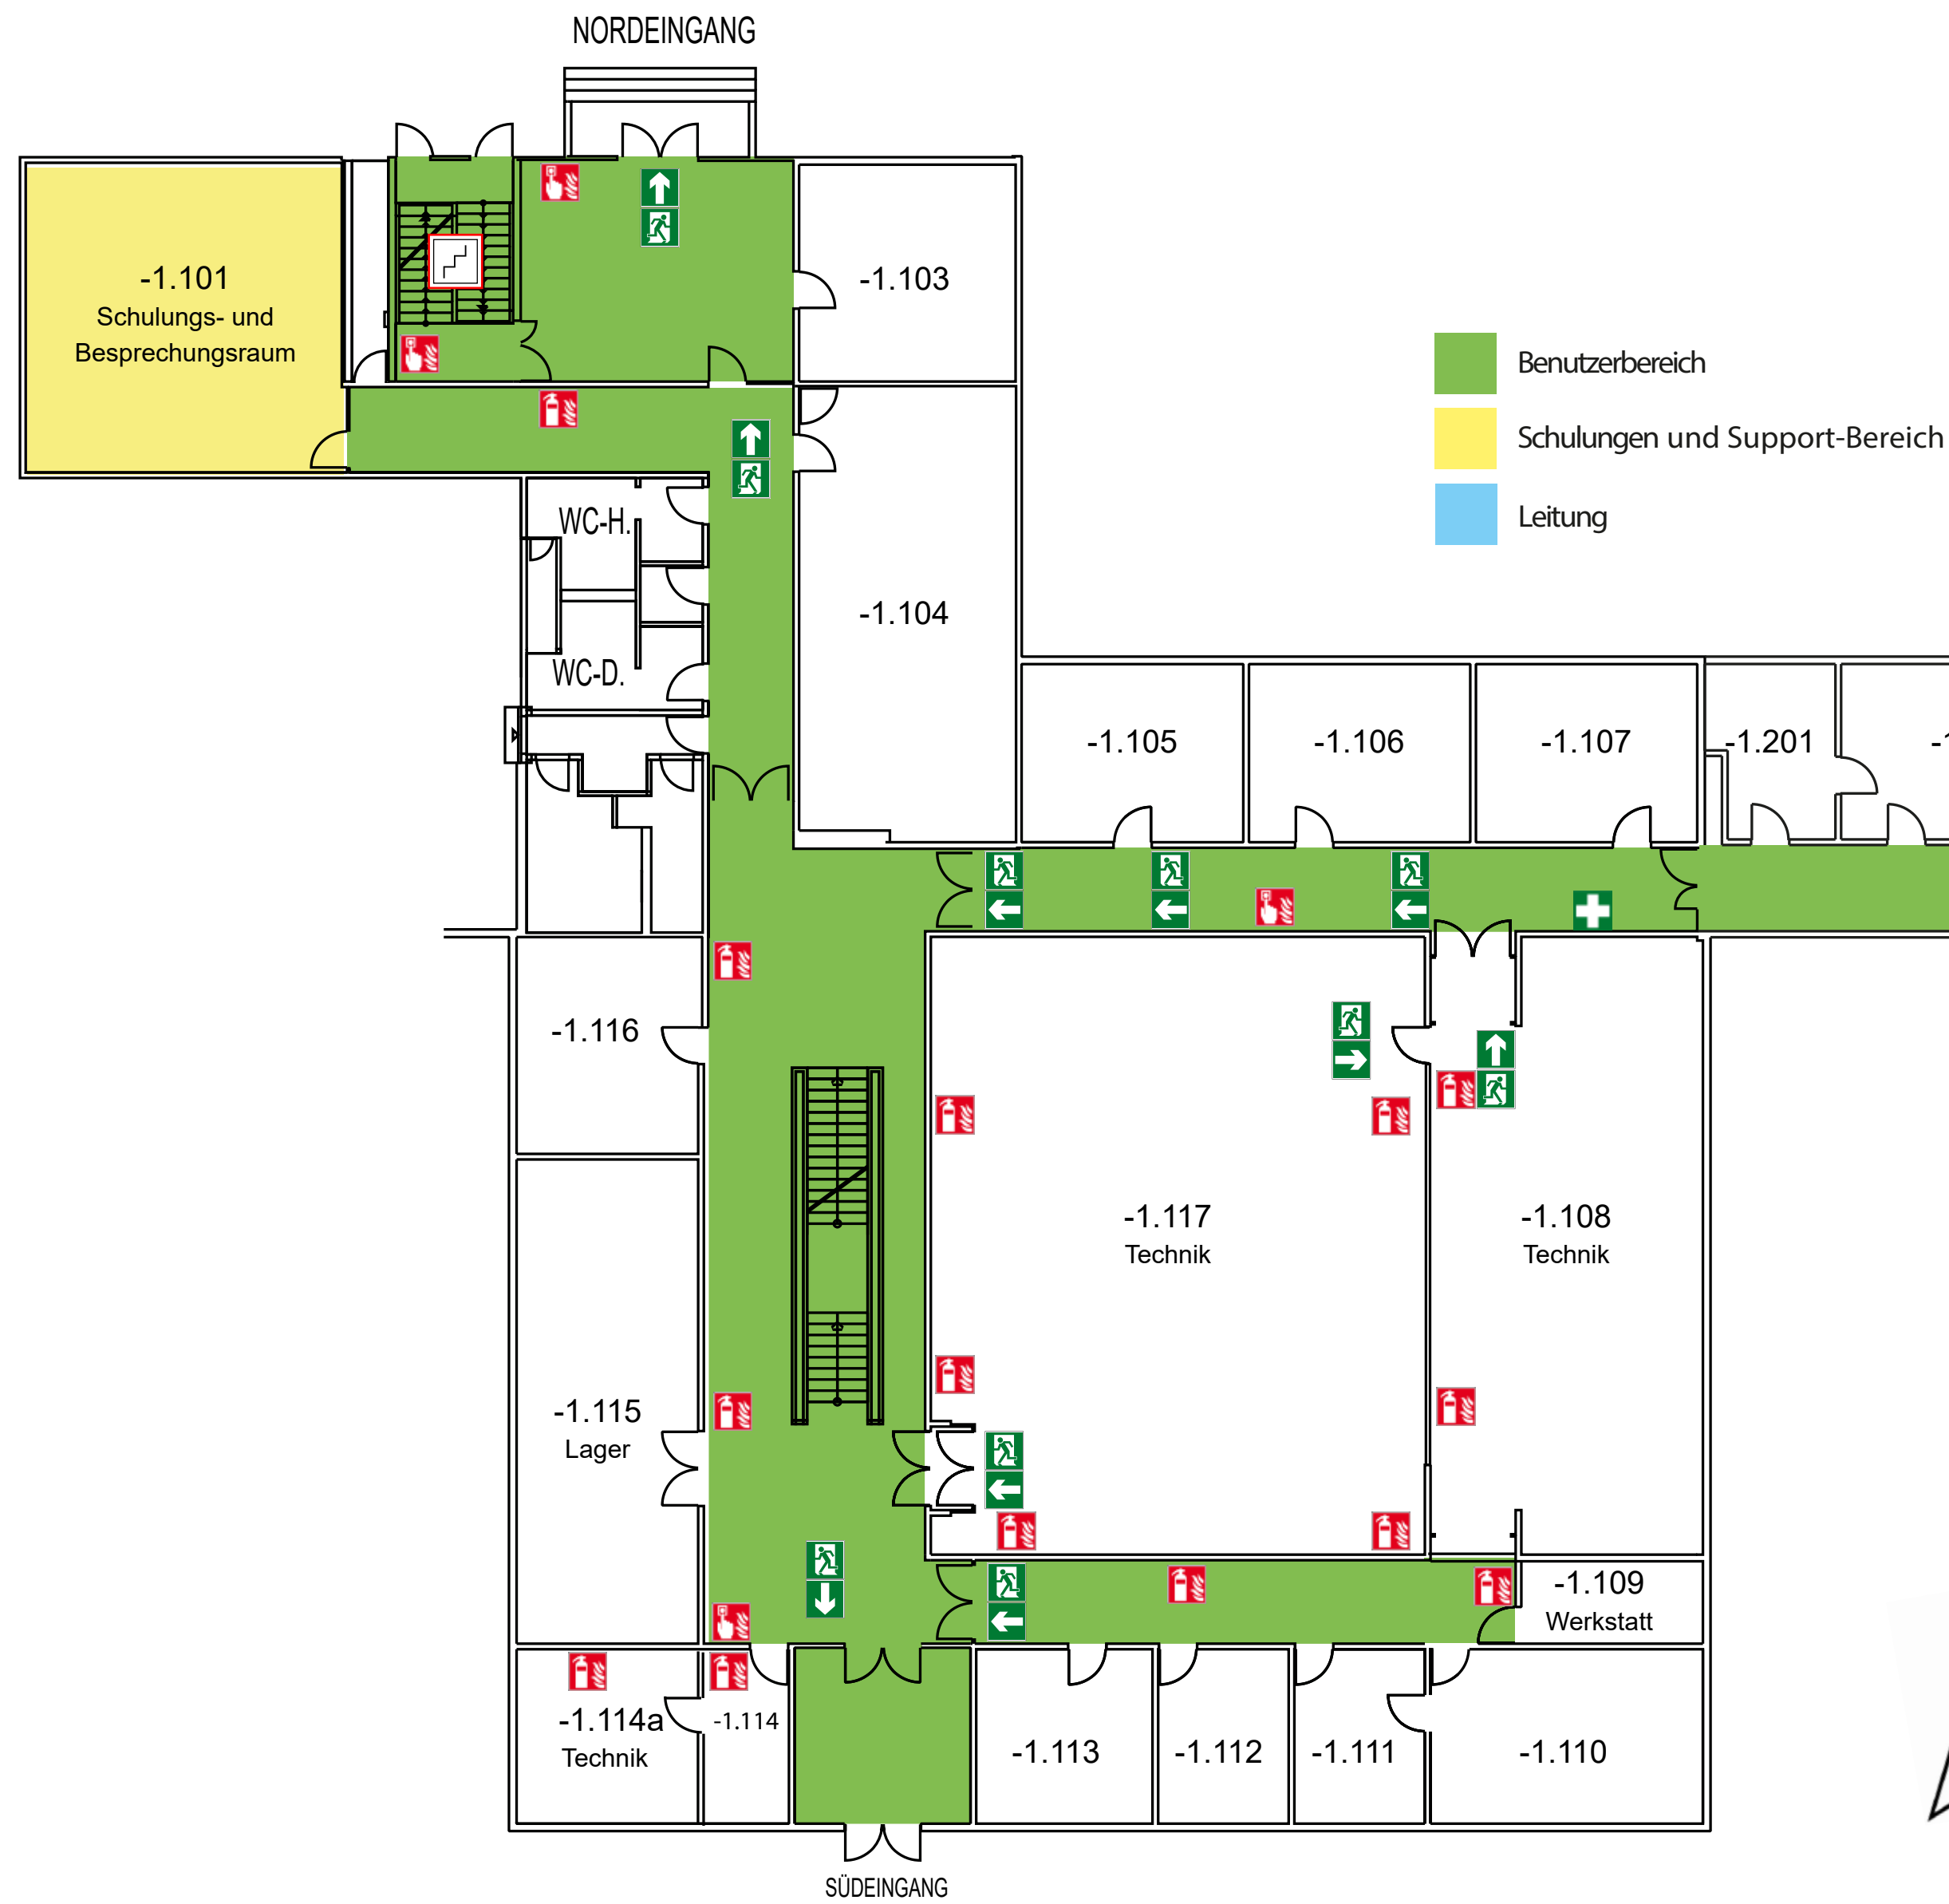 NORDEINGANG
-1.101
Schulungs- und
Besprechungsraum
-1.103
Benutzerbereich
Schulungen und Support-Bereich
Leitung
WC-H.
-1.104
WC-D.
-1.105
-1.106
-1.107
-1.201
-1.116
-1.117
Technik
-1.108
Technik
-1.115
Lager
-1.109
Werkstatt
-1.114a
Technik
-1.114
-1.113
-1.112
-1.111
-1.110
SÜDEINGANG